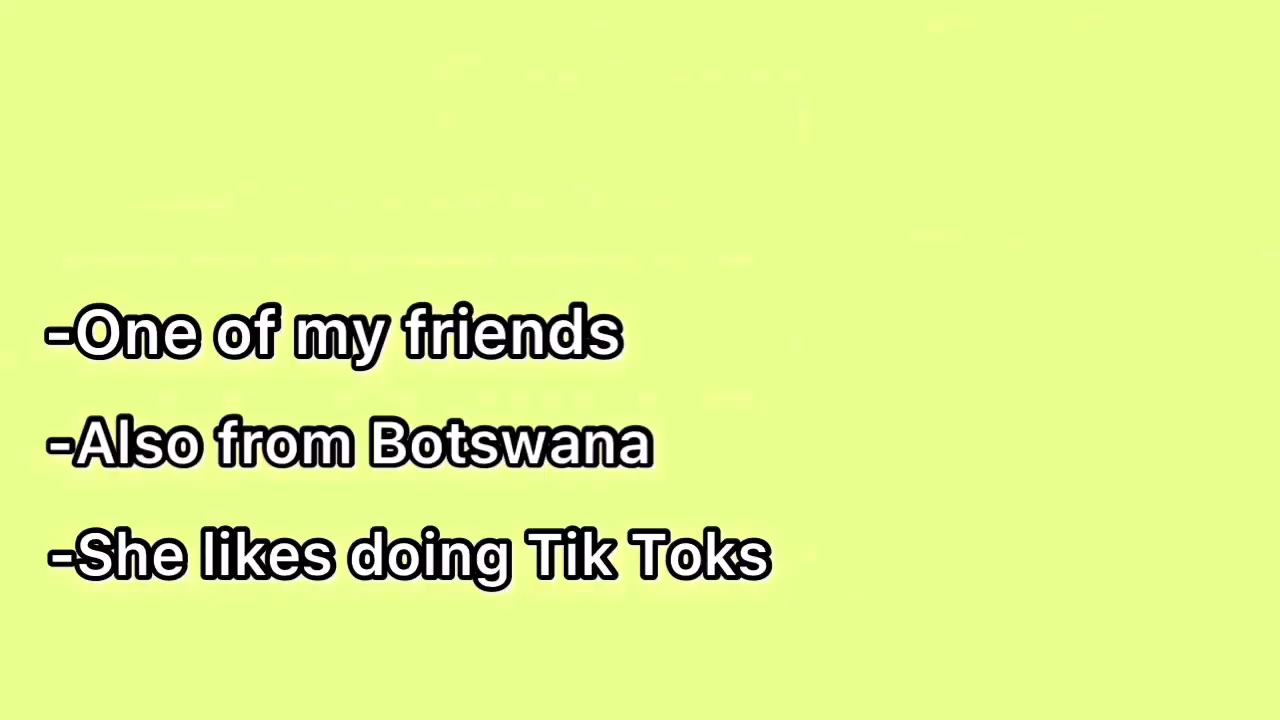 -One of my friends
-Also from Botswana
-She likes doing Tik Toks